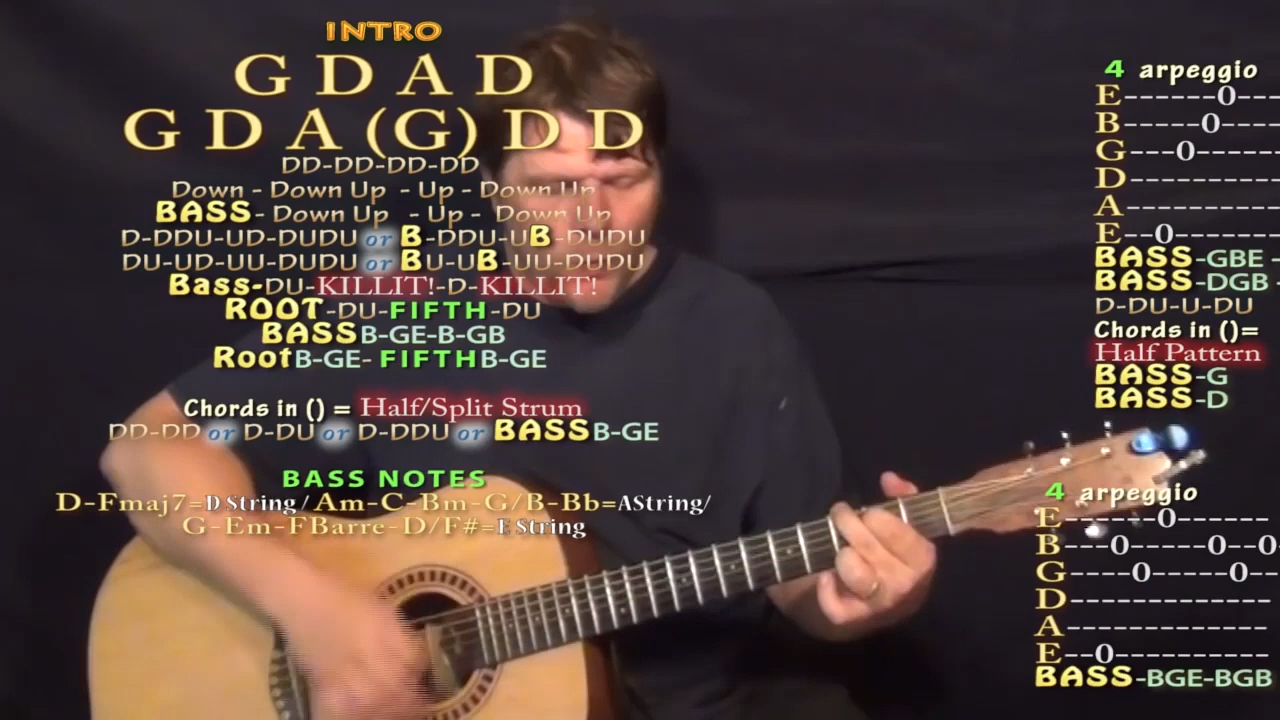 INTRO
G D A D
G D A (G) D D
DD-DD-DD-DD
Down - Down Up - Up - Down Up
BASS - Down Up - Up - Down Up
D-DDU-UD-DUDU or B-DDU-UB-DUDU
DU-UD-UU-DUDU or BU-UB-UU-DUDU
Bass-DU-KILLIT!-D-KILLIT!
ROOT-DU-FIFTH-DU
BASSB-GE-B-GB
RootB-GE- FIFTHB-GE
Chords in () = Half/Split Strum
DD-DD or D-DU or D-DDU or BASSB-GE
BASS NOTES
D-Fmaj7=D String / Am-C-Bm-G/B-Bb=AString/
G-Em-FBarre-D/F#=E String
4 arpeggio
E------0---
B-----0----
G---0------
D----------
A----------
E--0-------
BASS-GBE -
BASS-DGB -
D-DU-U-DU
Chords in ()=
Half Pattern
BASS-G
BASS-D
4 arpeggio
E-------0-------
B---0-----0--0
G----0-----0--
D------------
A------------
E--0----------
BASS-BGE-BGB